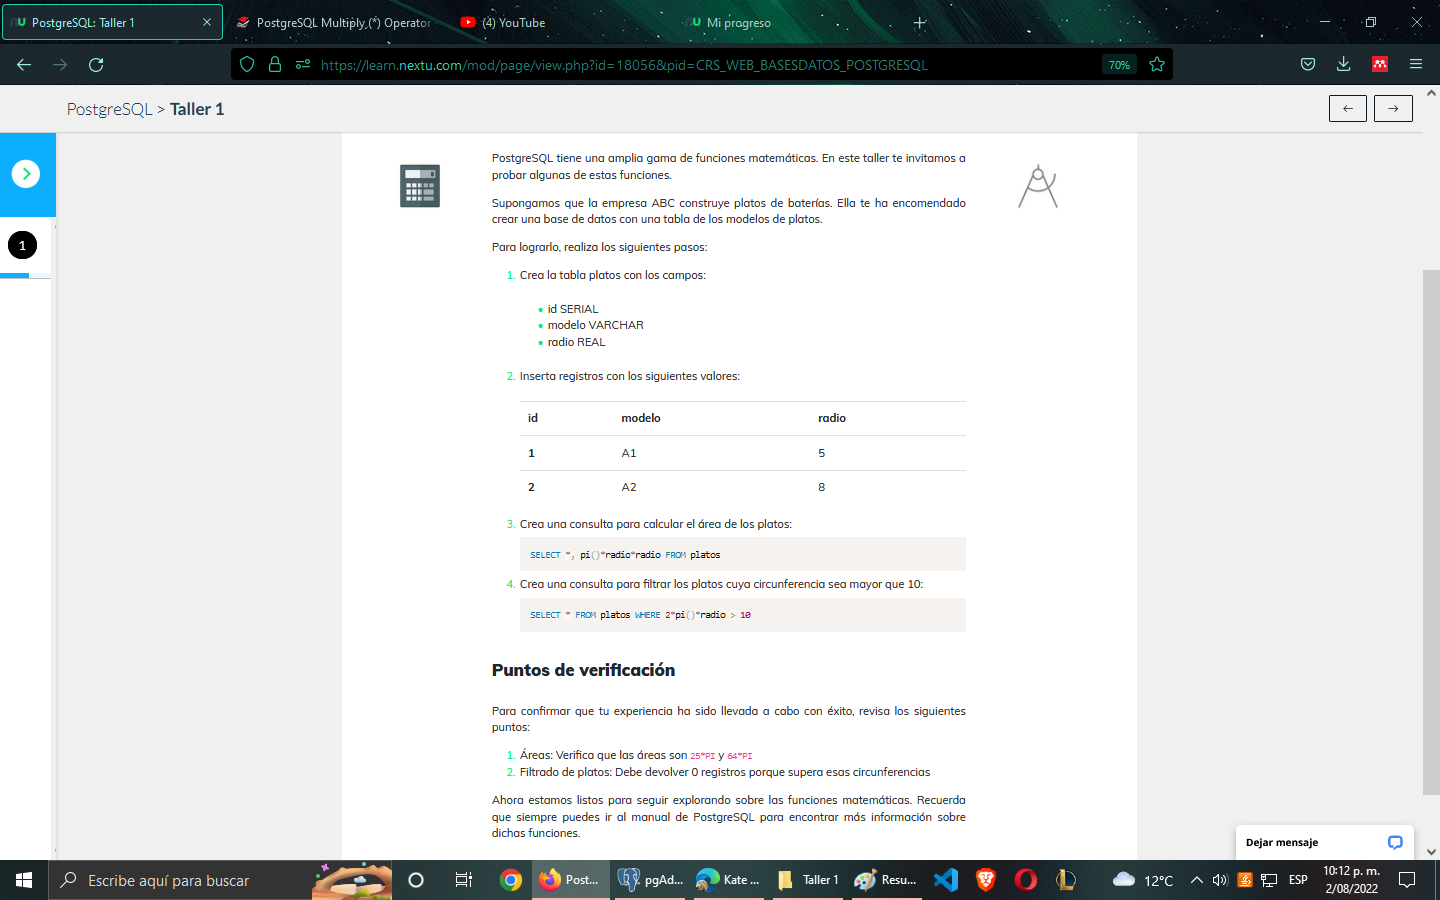 PostgreSQL: Taller 1
PostgreSQL Multiply (*) Operator
(4) YouTube
Mi progreso
https://learn.nextu.com/mod/page/view.php?id=18056&pid=CRS_WEB_BASESDATOS_POSTGRESQL
70%
PostgreSQL > Taller 1
1
PostgreSQL tiene una amplia gama de funciones matemáticas. En este taller te invitamos a
probar algunas de estas funciones.
Supongamos que la empresa ABC construye platos de baterías. Ella te ha encomendado
crear una base de datos con una tabla de los modelos de platos.
Para lograrlo, realiza los siguientes pasos:
1. Crea la tabla platos con los campos:
• id SERIAL
• modelo VARCHAR
• radio REAL
2. Inserta registros con los siguientes valores:
id modelo radio
1 A1 5
2 A2 8
3. Crea una consulta para calcular el área de los platos:
SELECT *, pi()*radio*radio FROM platos
4. Crea una consulta para filtrar los platos cuya circunferencia sea mayor que 10:
SELECT * FROM platos WHERE 2*pi()*radio > 10
Puntos de verificación
Para confirmar que tu experiencia ha sido llevada a cabo con éxito, revisa los siguientes
puntos:
1. Áreas: Verifica que las áreas son 25*PI y 64*PI
2. Filtrado de platos: Debe devolver 0 registros porque supera esas circunferencias
Ahora estamos listos para seguir explorando sobre las funciones matemáticas. Recuerda
que siempre puedes ir al manual de PostgreSQL para encontrar más información sobre
dichas funciones.
Dejar mensaje
Escribe aquí para buscar
Post...
pgAd...
Kate ...
Taller 1
Resu...
12°C
ESP
10:12 p. m.
2/08/2022